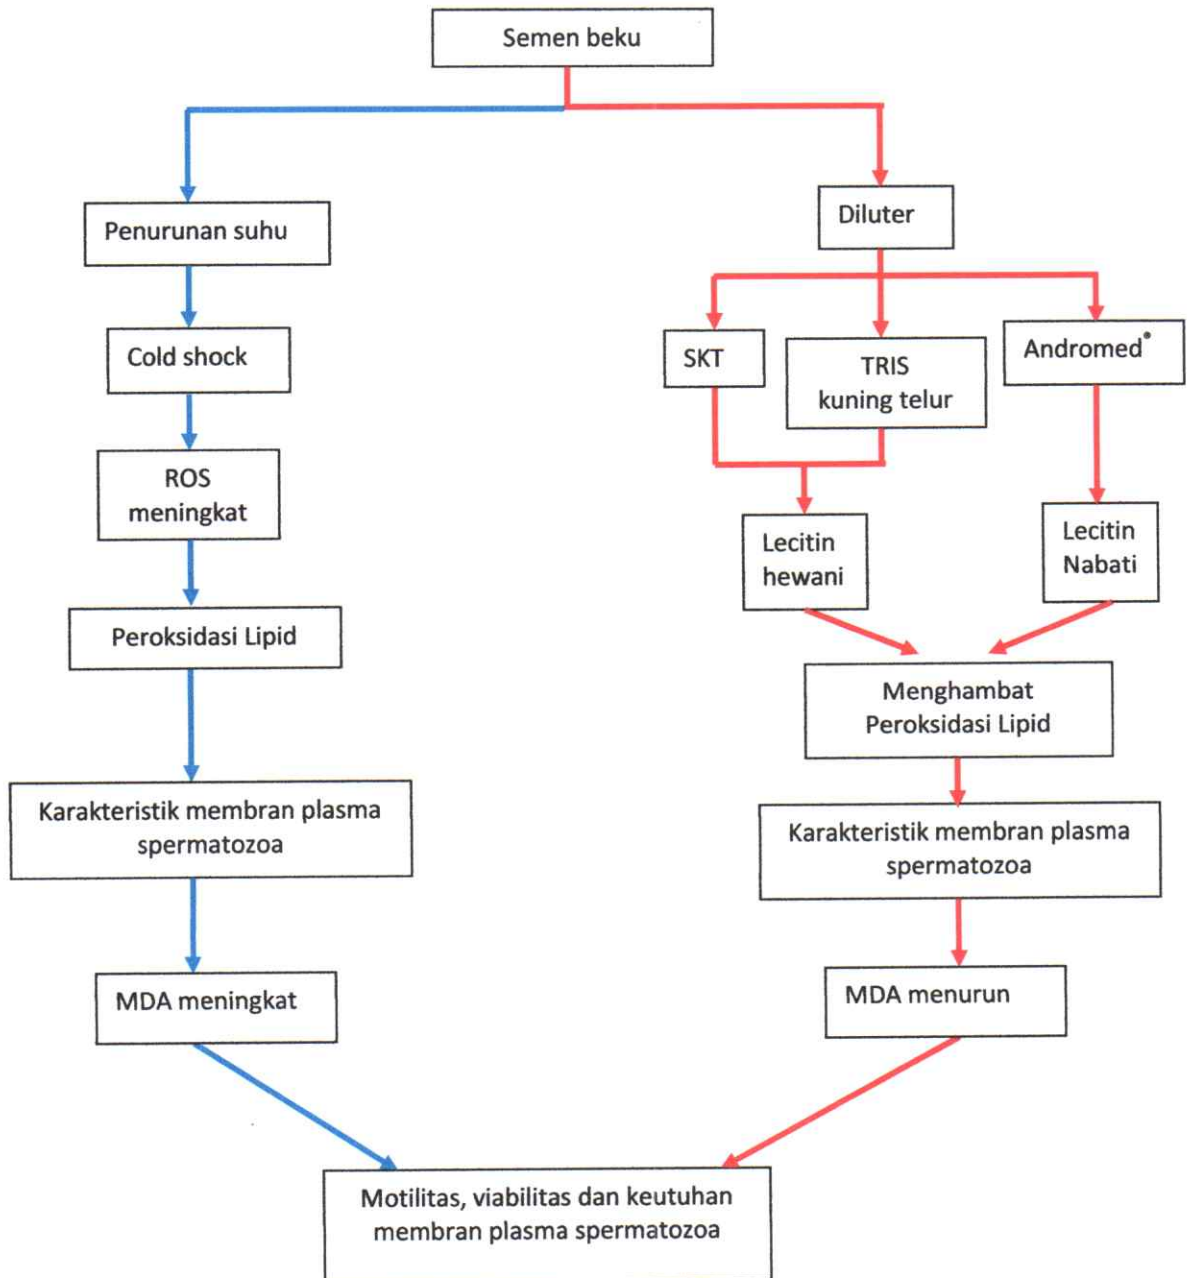 Semen beku
Penurunan suhu
Cold shock
ROS
meningkat
Peroksidasi Lipid
Karakteristik membran plasma
spermatozoa
MDA meningkat
Diluter
SKT
TRIS
kuning telur
Andromed®
Lecitin
hewani
Lecitin
Nabati
Menghambat
Peroksidasi Lipid
Karakteristik membran plasma
spermatozoa
MDA menurun
Motilitas, viabilitas dan keutuhan
membran plasma spermatozoa